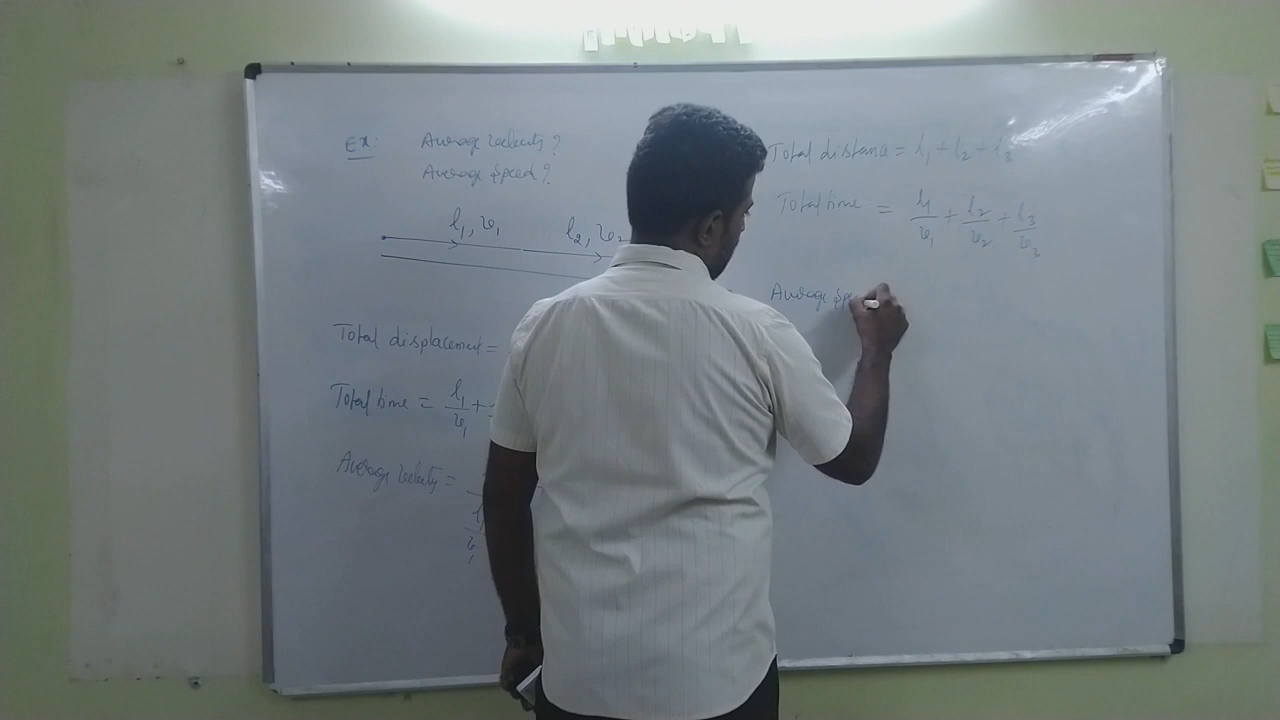 Ex: Average velocity?
Average speed?
l₁, v₁ l₂, v₂
Total displacement =
Total time = l₁/v₁ +
Average velocity =
l/v₁
Total distance = l₁ + l₂ + l₃
Total time = l₁/v₁ + l₂/v₂ + l₃/v₃
Average spe